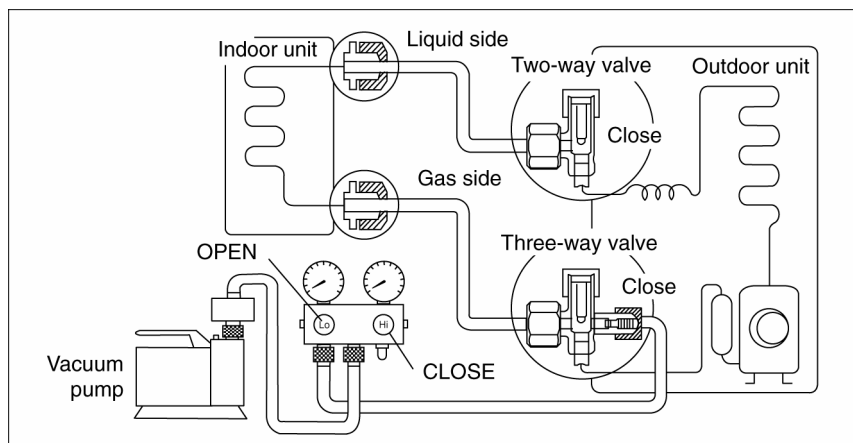 Indoor unit
Liquid side
Two-way valve
Outdoor unit
Close
Gas side
Three-way valve
Close
OPEN
Lo
Hi
CLOSE
Vacuum
pump